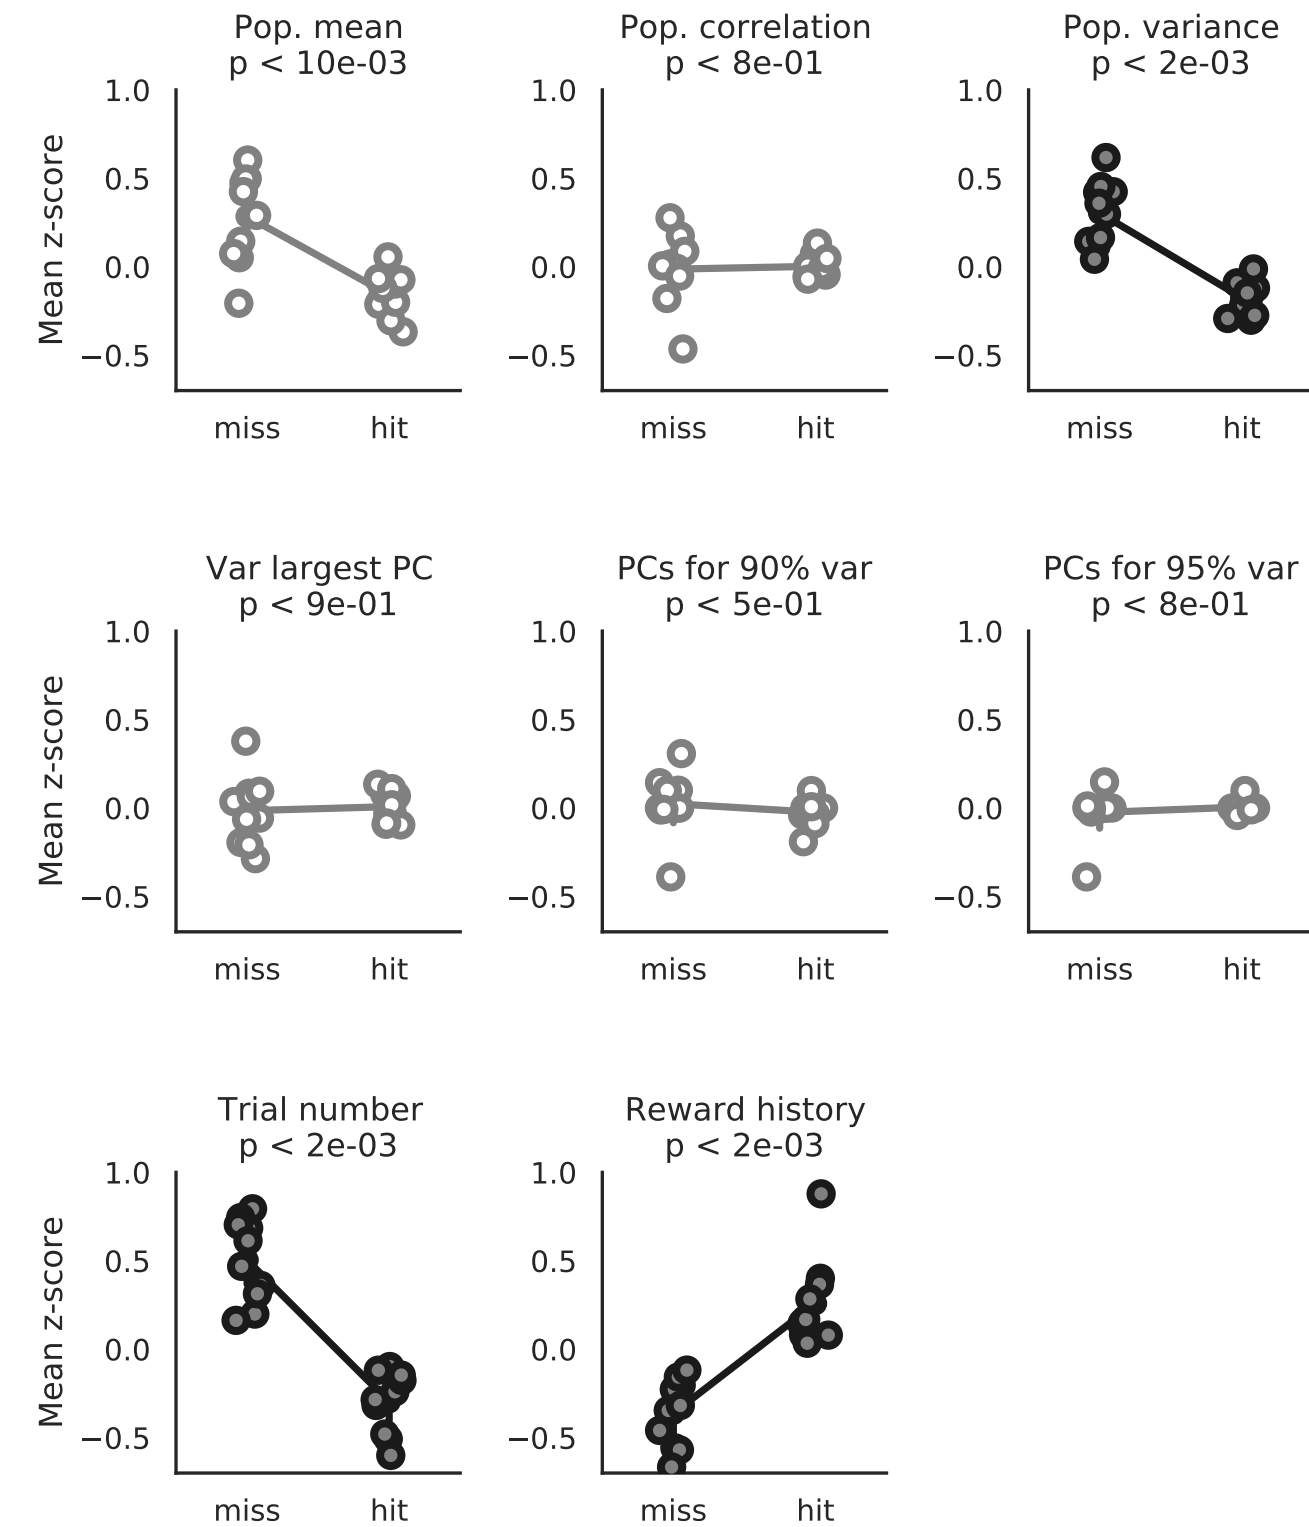 Pop. mean
p < 10e-03
1.0
0.5
0.0
−0.5
Mean z-score
miss hit
Pop. correlation
p < 8e-01
1.0
0.5
0.0
−0.5
miss hit
Pop. variance
p < 2e-03
1.0
0.5
0.0
−0.5
miss hit
Var largest PC
p < 9e-01
1.0
0.5
0.0
−0.5
Mean z-score
miss hit
PCs for 90% var
p < 5e-01
1.0
0.5
0.0
−0.5
miss hit
PCs for 95% var
p < 8e-01
1.0
0.5
0.0
−0.5
miss hit
Trial number
p < 2e-03
1.0
0.5
0.0
−0.5
Mean z-score
miss hit
Reward history
p < 2e-03
1.0
0.5
0.0
−0.5
miss hit